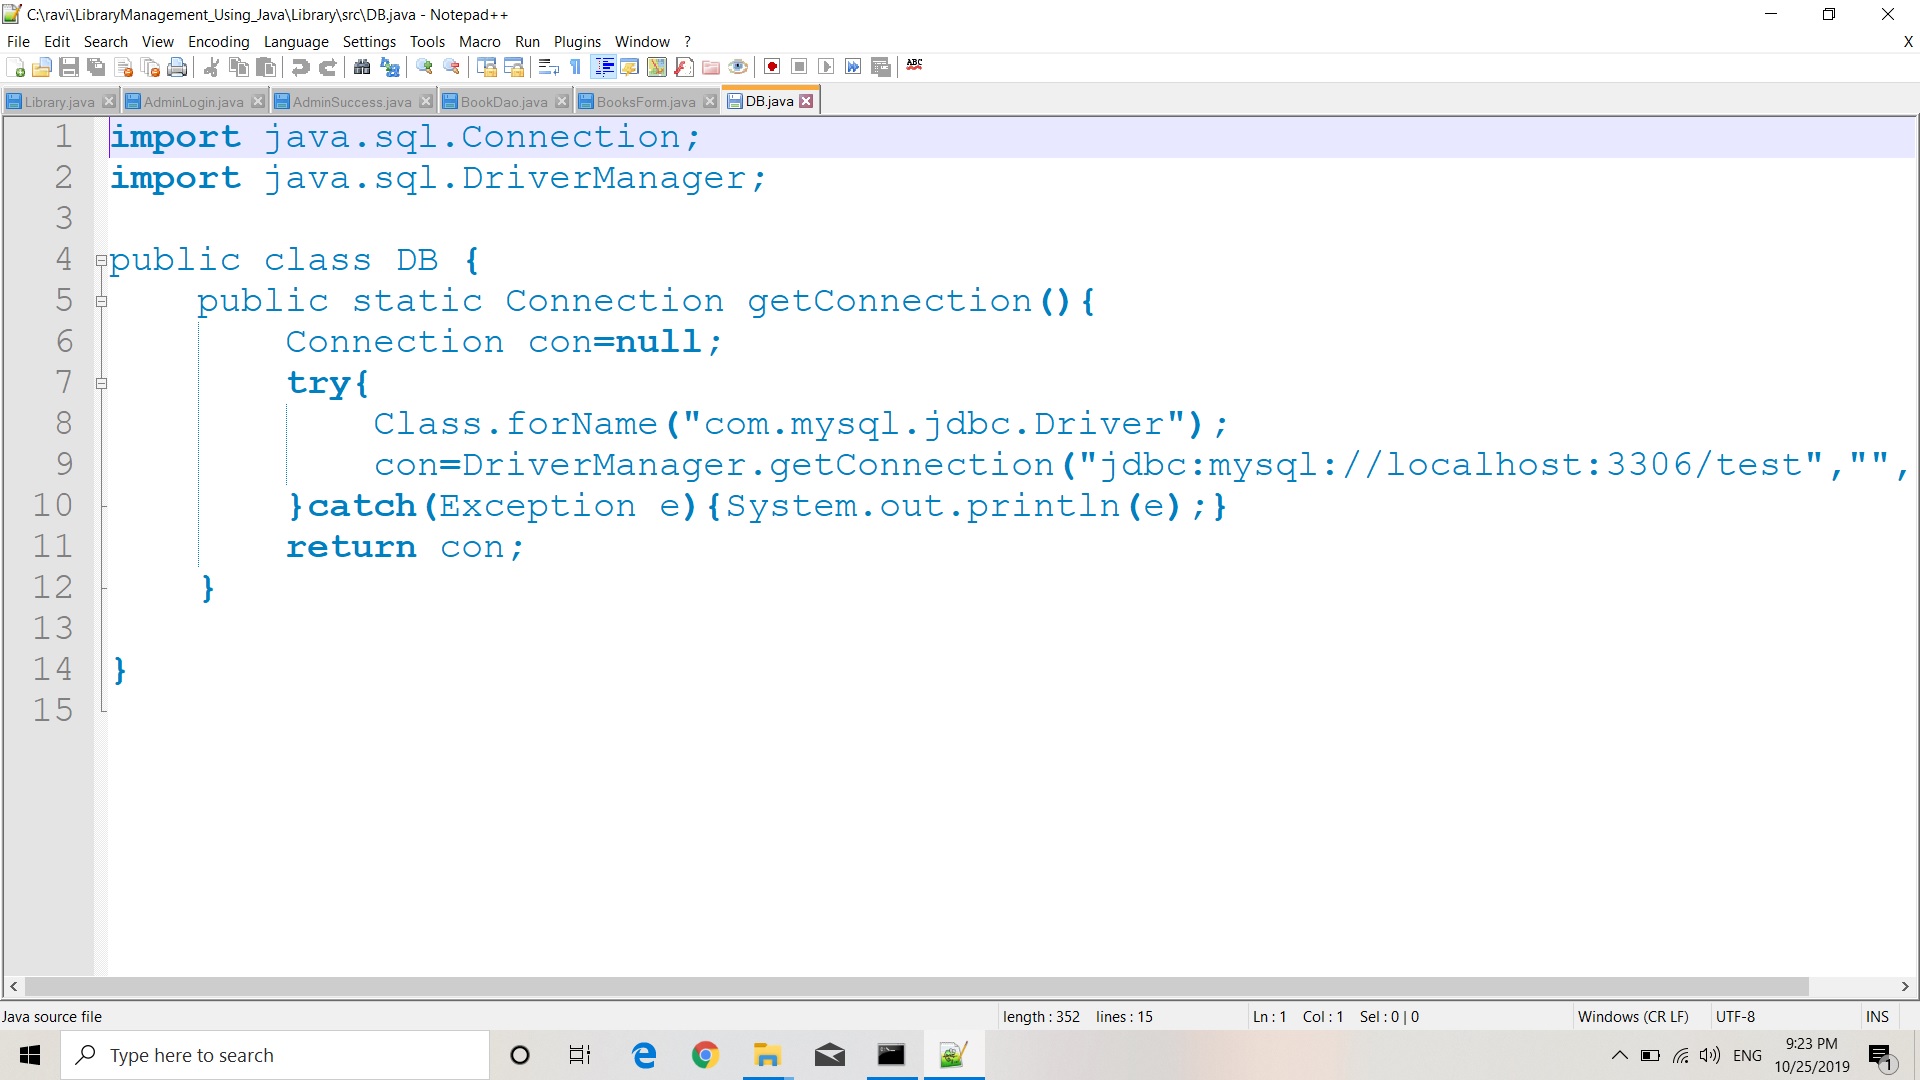 C:\ravi\LibraryManagement_Using_Java\Library\src\DB.java - Notepad++
File Edit Search View Encoding Language Settings Tools Macro Run Plugins Window ? X
ABC
Library.java AdminLogin.java AdminSuccess.java BookDao.java BooksForm.java DB.java
1 import java.sql.Connection;
2 import java.sql.DriverManager;
3
4 public class DB {
5 public static Connection getConnection(){
6 Connection con=null;
7 try{
8 Class.forName("com.mysql.jdbc.Driver");
9 con=DriverManager.getConnection("jdbc:mysql://localhost:3306/test","",
10 }catch(Exception e){System.out.println(e);}
11 return con;
12 }
13
14 }
15
Java source file length : 352 lines : 15 Ln : 1 Col : 1 Sel : 0 | 0 Windows (CR LF) UTF-8 INS
Type here to search ENG 9:23 PM
10/25/2019 1